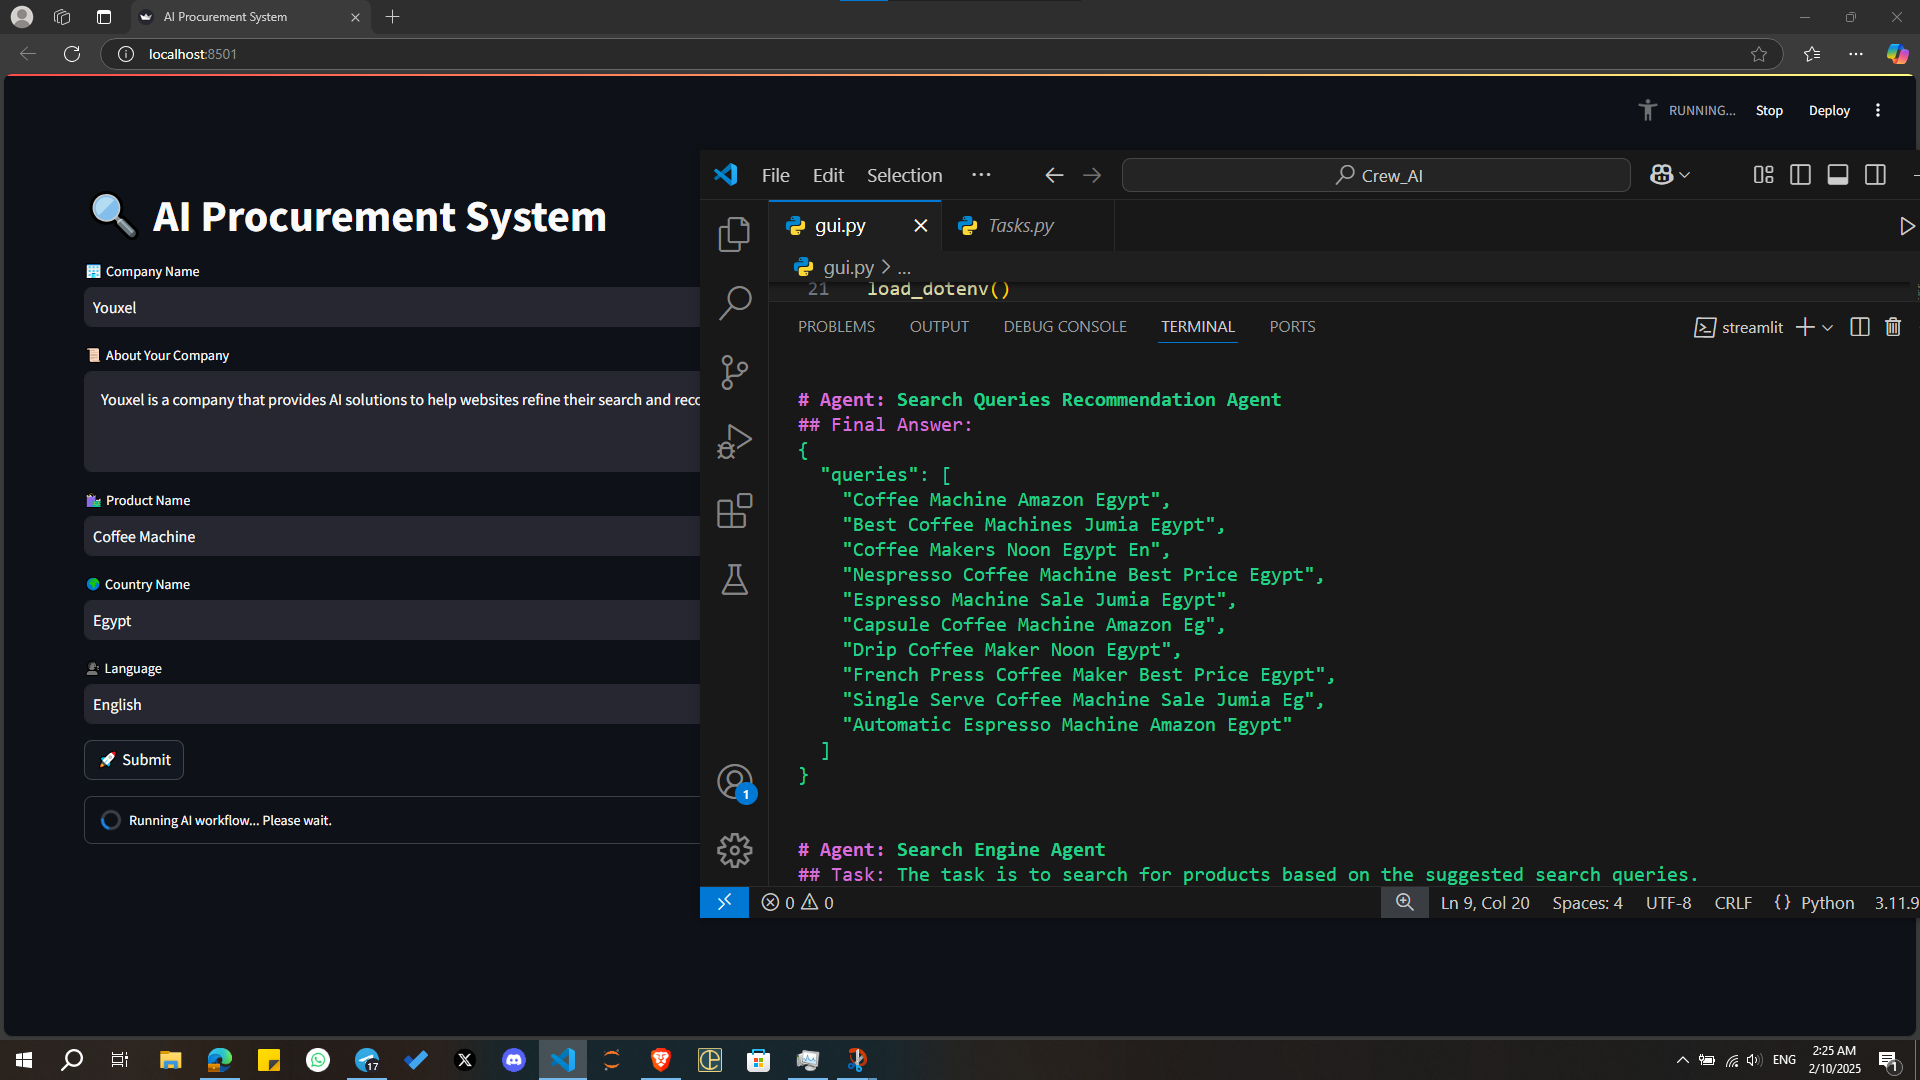 AI Procurement System
localhost:8501
RUNNING...
Stop
Deploy
AI Procurement System
Company Name
Youxel
About Your Company
Youxel is a company that provides AI solutions to help websites refine their search and
Product Name
Coffee Machine
Country Name
Egypt
Language
English
Submit
Running AI workflow... Please wait.
File
Edit
Selection
Crew_AI
gui.py
Tasks.py
gui.py > ...
21 load_dotenv()
PROBLEMS
OUTPUT
DEBUG CONSOLE
TERMINAL
PORTS
streamlit
# Agent: Search Queries Recommendation Agent
## Final Answer:
{
"queries": [
"Coffee Machine Amazon Egypt",
"Best Coffee Machines Jumia Egypt",
"Coffee Makers Noon Egypt En",
"Nespresso Coffee Machine Best Price Egypt",
"Espresso Machine Sale Jumia Egypt",
"Capsule Coffee Machine Amazon Eg",
"Drip Coffee Maker Noon Egypt",
"French Press Coffee Maker Best Price Egypt",
"Single Serve Coffee Machine Sale Jumia Eg",
"Automatic Espresso Machine Amazon Egypt"
]
}
# Agent: Search Engine Agent
## Task: The task is to search for products based on the suggested search queries.
1
0
0
Ln 9, Col 20
Spaces: 4
UTF-8
CRLF
{} Python
3.11.9
17
ENG
2:25 AM
2/10/2025
1